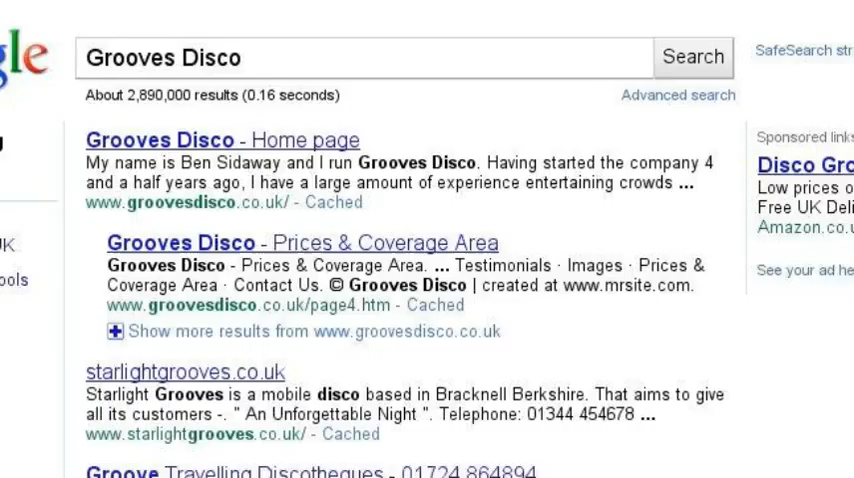 gle
Grooves Disco
Search
SafeSearch str
About 2,890,000 results (0.16 seconds)
Advanced search
Grooves Disco - Home page
My name is Ben Sidaway and I run Grooves Disco. Having started the company 4
and a half years ago, I have a large amount of experience entertaining crowds ...
www.groovesdisco.co.uk/ - Cached
Grooves Disco - Prices & Coverage Area
Grooves Disco - Prices & Coverage Area. ... Testimonials · Images · Prices &
Coverage Area · Contact Us. © Grooves Disco | created at www.mrsite.com.
www.groovesdisco.co.uk/page4.htm - Cached
Show more results from www.groovesdisco.co.uk
starlightgrooves.co.uk
Starlight Grooves is a mobile disco based in Bracknell Berkshire. That aims to give
all its customers -. " An Unforgettable Night ". Telephone: 01344 454678 ...
www.starlightgrooves.co.uk/ - Cached
Groove Travelling Discotheques - 01724 864894
UK
ools
Sponsored links
Disco Gro
Low prices o
Free UK Deli
Amazon.co.u
See your ad he